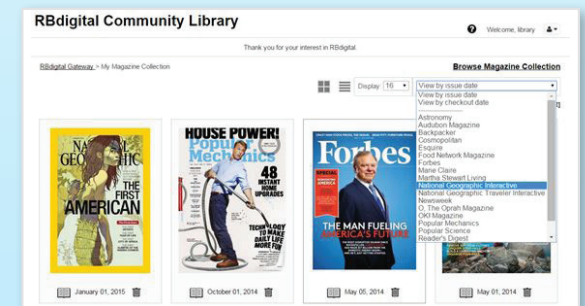 RBdigital Community Library
Welcome, library
Thank you for your interest in RBdigital.
RBdigital Gateway > My Magazine Collection
Browse Magazine Collection
Display: 16
View by issue date
View by issue date
View by checkout date
Astronomy
Audubon Magazine
Backpacker
Cosmopolitan
Esquire
Food Network Magazine
Forbes
Marie Claire
Martha Stewart Living
National Geographic Interactive
National Geographic Traveler Interactive
Newsweek
O, The Oprah Magazine
OKI Magazine
Popular Mechanics
Popular Science
Reader's Digest
THE
FIRST
AMERICAN
HOUSE POWER!
Popular
Mechanics
48
INSTANT
HOME
UPGRADES
TECHNOLOGY
TO MAKE
DAILY LIFE
MORE FUN
Forbes
SPECIAL
THE MAN FUELING
AMERICA'S FUTURE
January 01, 2015
October 01, 2014
May 05, 2014
May 01, 2014